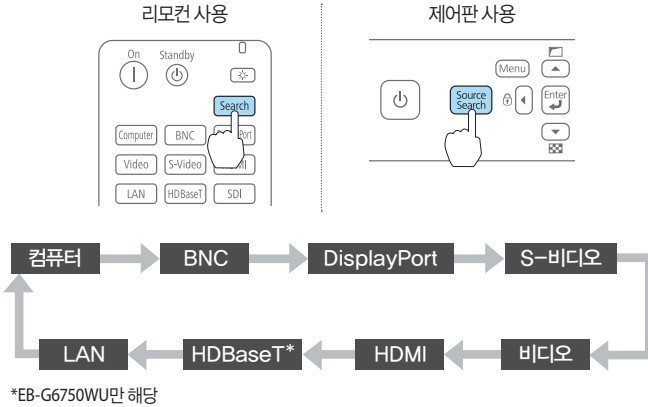 리모컨 사용
제어판 사용
On
Standby
Search
Computer
BNC
Port
Video
S-Video
MI
LAN
HDBaseT
SDI
Menu
Source
Search
Enter
컴퓨터
BNC
DisplayPort
S-비디오
LAN
HDBaseT*
HDMI
비디오
*EB-G6750WU만 해당